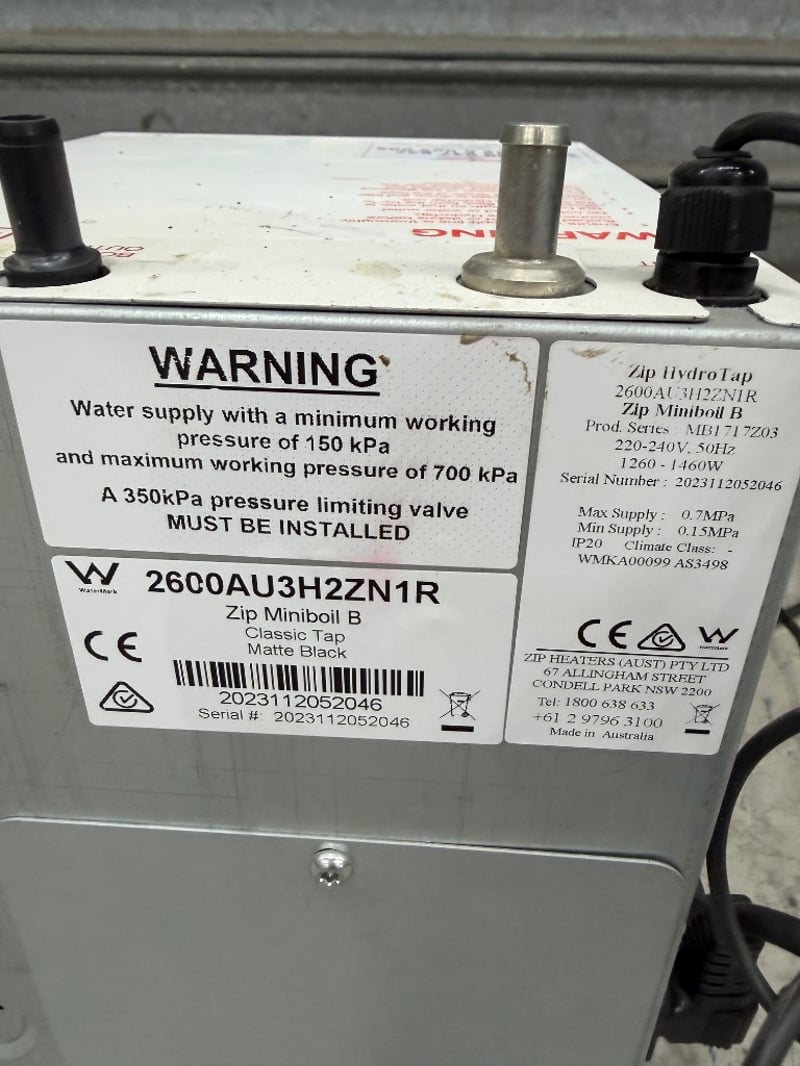 WARNING
WARNING
Water supply with a minimum working
pressure of 150 kPa
and maximum working pressure of 700 kPa
A 350kPa pressure limiting valve
MUST BE INSTALLED
WaterMark
2600AU3H2ZN1R
Zip Miniboil B
Classic Tap
Matte Black
CE
2023112052046
Serial #: 2023112052046
Zip HydroTap
2600AU3H2ZN1R
Zip Miniboil B
Prod. Series : MB1717Z03
220-240V, 50Hz
1260 - 1460W
Serial Number : 2023112052046
Max Supply : 0.7MPa
Min Supply : 0.15MPa
IP20 Climate Class: -
WMKA00099 AS3498
CE
WaterMark
ZIP HEATERS (AUST) PTY LTD
67 ALLINGHAM STREET
CONDELL PARK NSW 2200
Tel: 1800 638 633
+61 2 9796 3100
Made in Australia